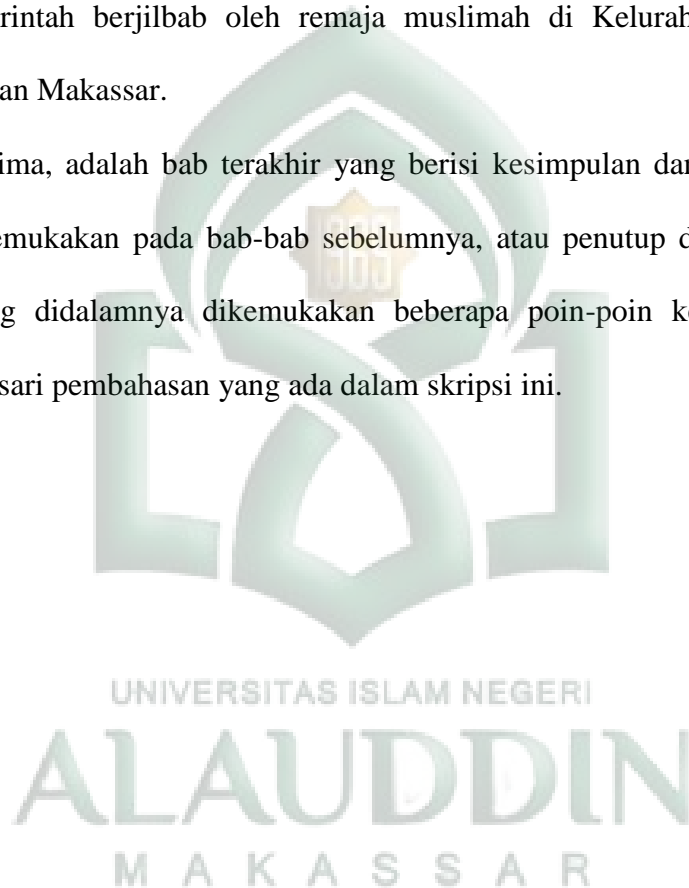 rintah berjilbab oleh remaja muslimah di Kelurah
an Makassar.
ima, adalah bab terakhir yang berisi kesimpulan dar
emukakan pada bab-bab sebelumnya, atau penutup d
g didalamnya dikemukakan beberapa poin-poin ke
sari pembahasan yang ada dalam skripsi ini.
1965
UNIVERSITAS ISLAM NEGERI
ALAUDDIN
MAKASSAR